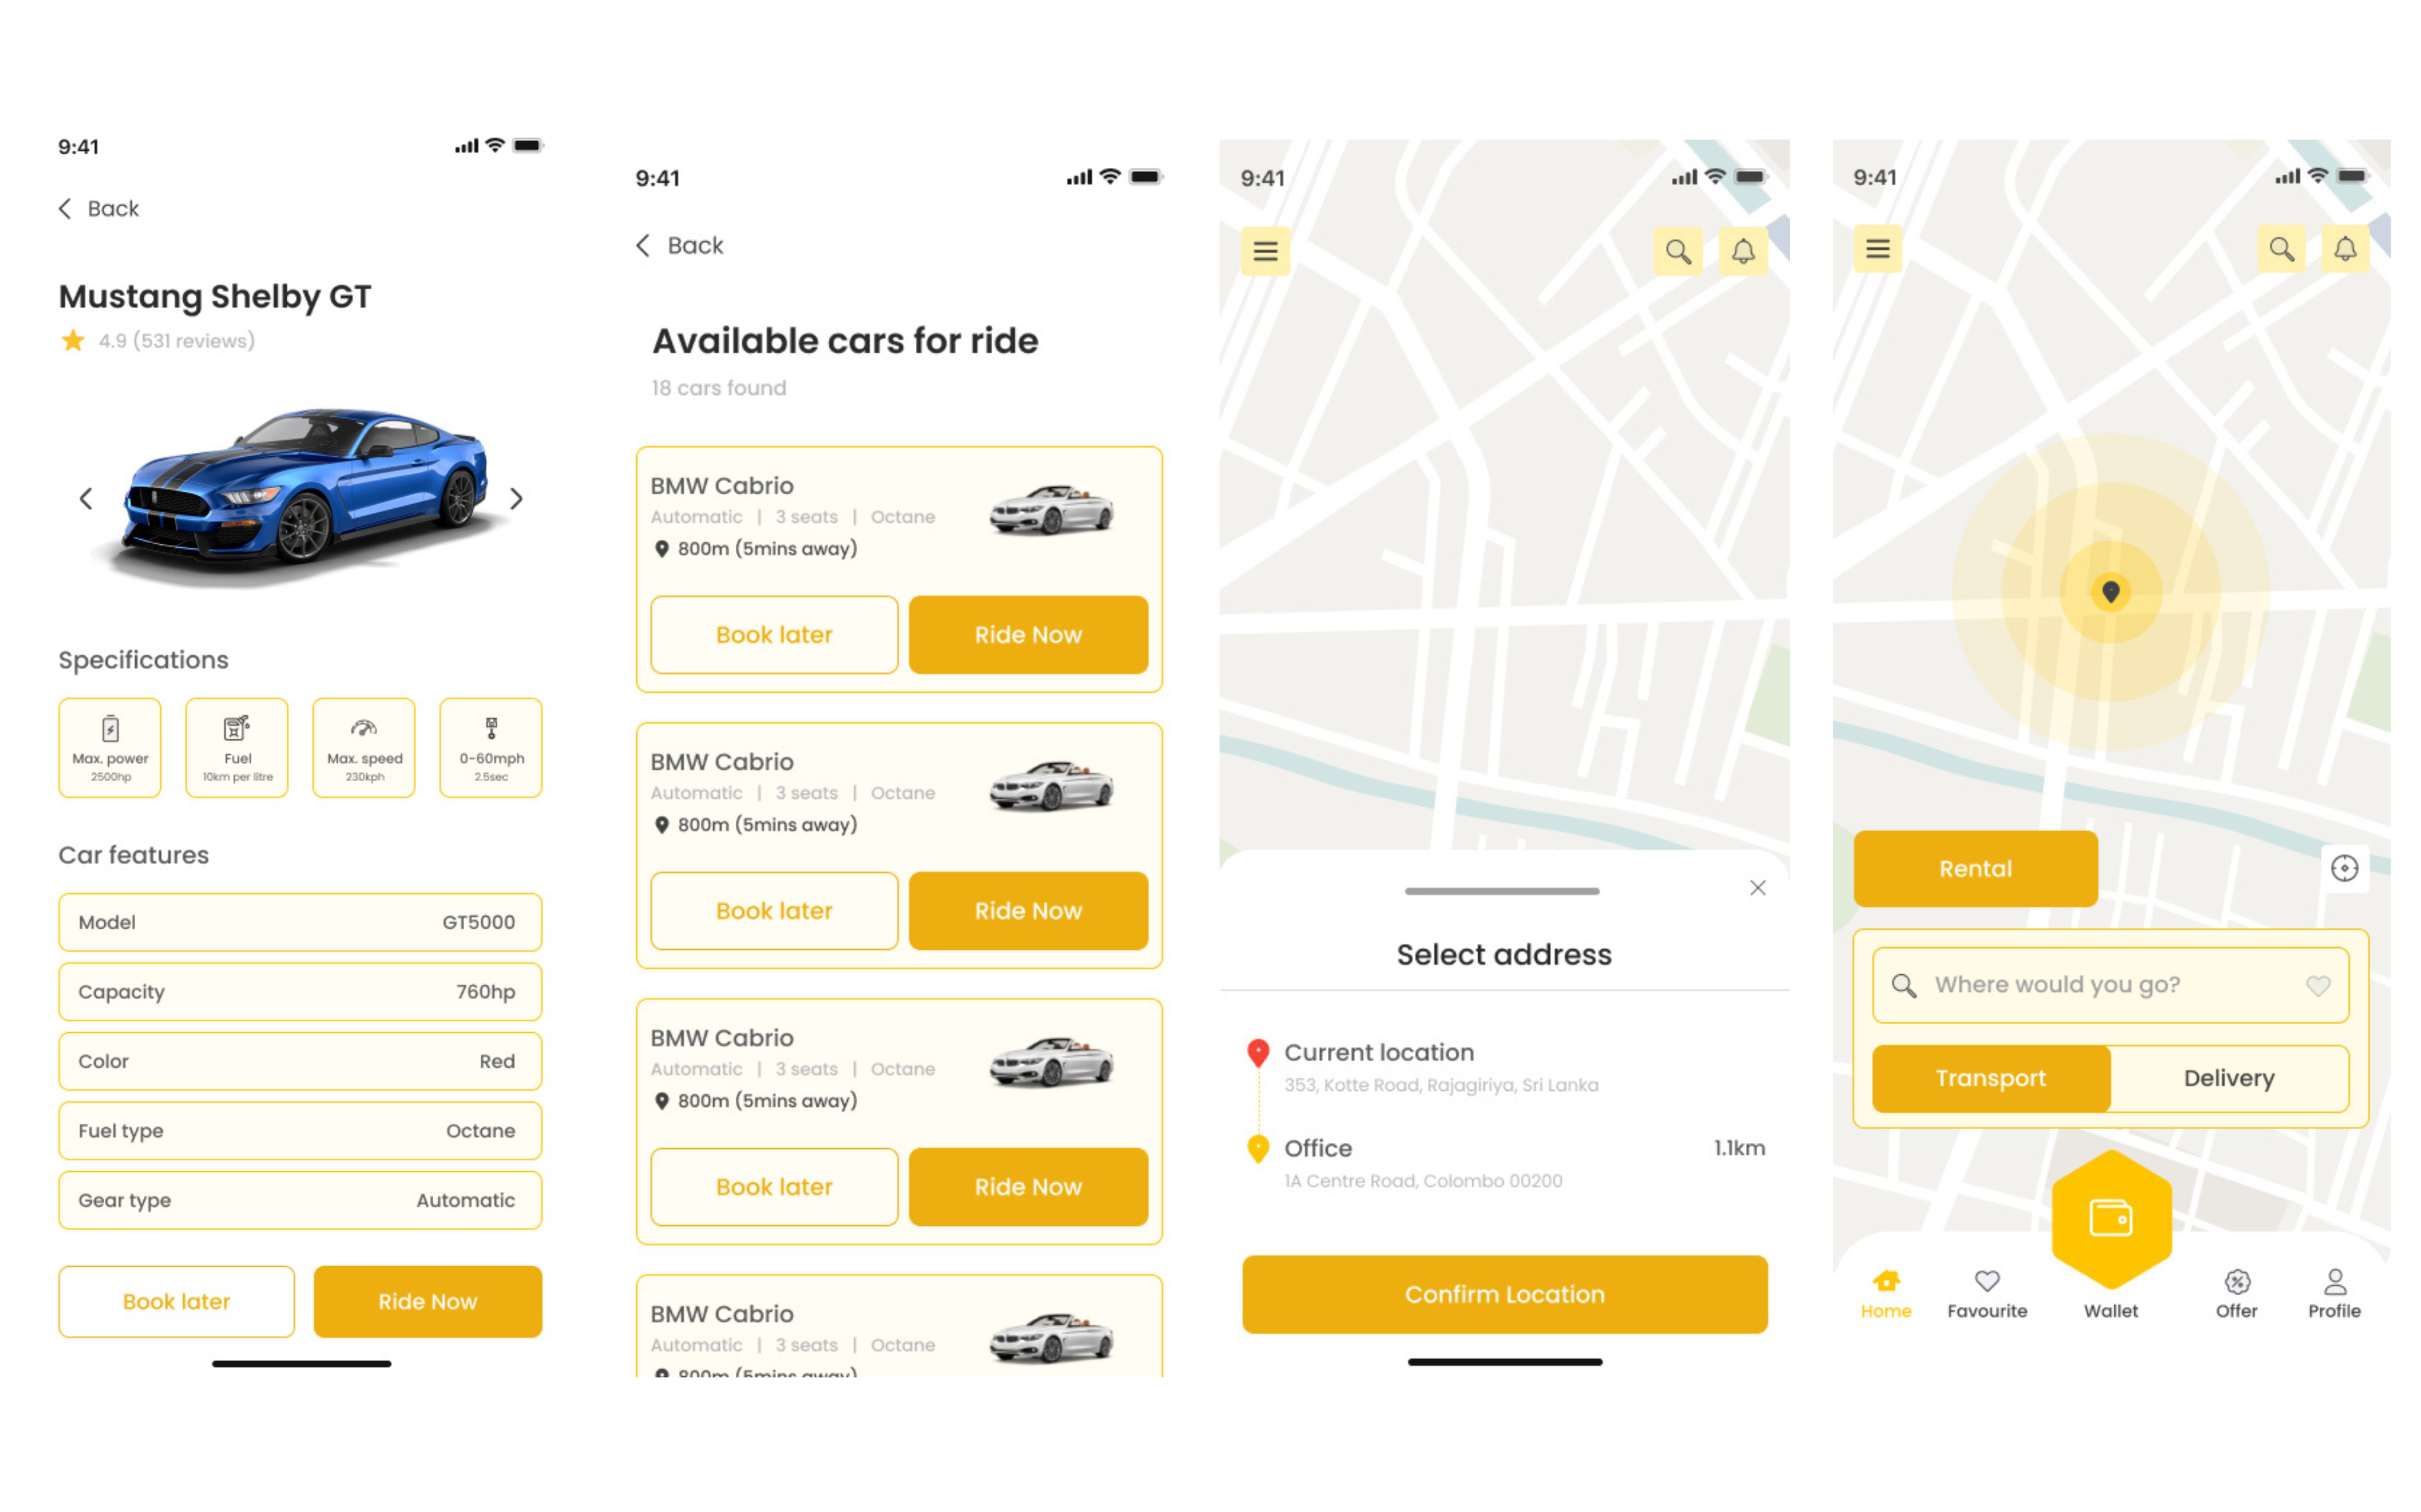 9:41
Back
Mustang Shelby GT
4.9 (531 reviews)
Specifications
Max. power
2500hp
Fuel
10km per litre
Max. speed
230kph
0-60mph
2.5sec
Car features
Model GT5000
Capacity 760hp
Color Red
Fuel type Octane
Gear type Automatic
Book later Ride Now
9:41
Back
Available cars for ride
18 cars found
BMW Cabrio
Automatic | 3 seats | Octane
800m (5mins away)
Book later Ride Now
BMW Cabrio
Automatic | 3 seats | Octane
800m (5mins away)
Book later Ride Now
BMW Cabrio
Automatic | 3 seats | Octane
800m (5mins away)
Book later Ride Now
BMW Cabrio
Automatic | 3 seats | Octane
800m (5mins away)
9:41
Select address
Current location
353, Kotte Road, Rajagiriya, Sri Lanka
Office 1.1km
1A Centre Road, Colombo 00200
Confirm Location
9:41
Rental
Where would you go?
Transport Delivery
Home Favourite Wallet Offer Profile